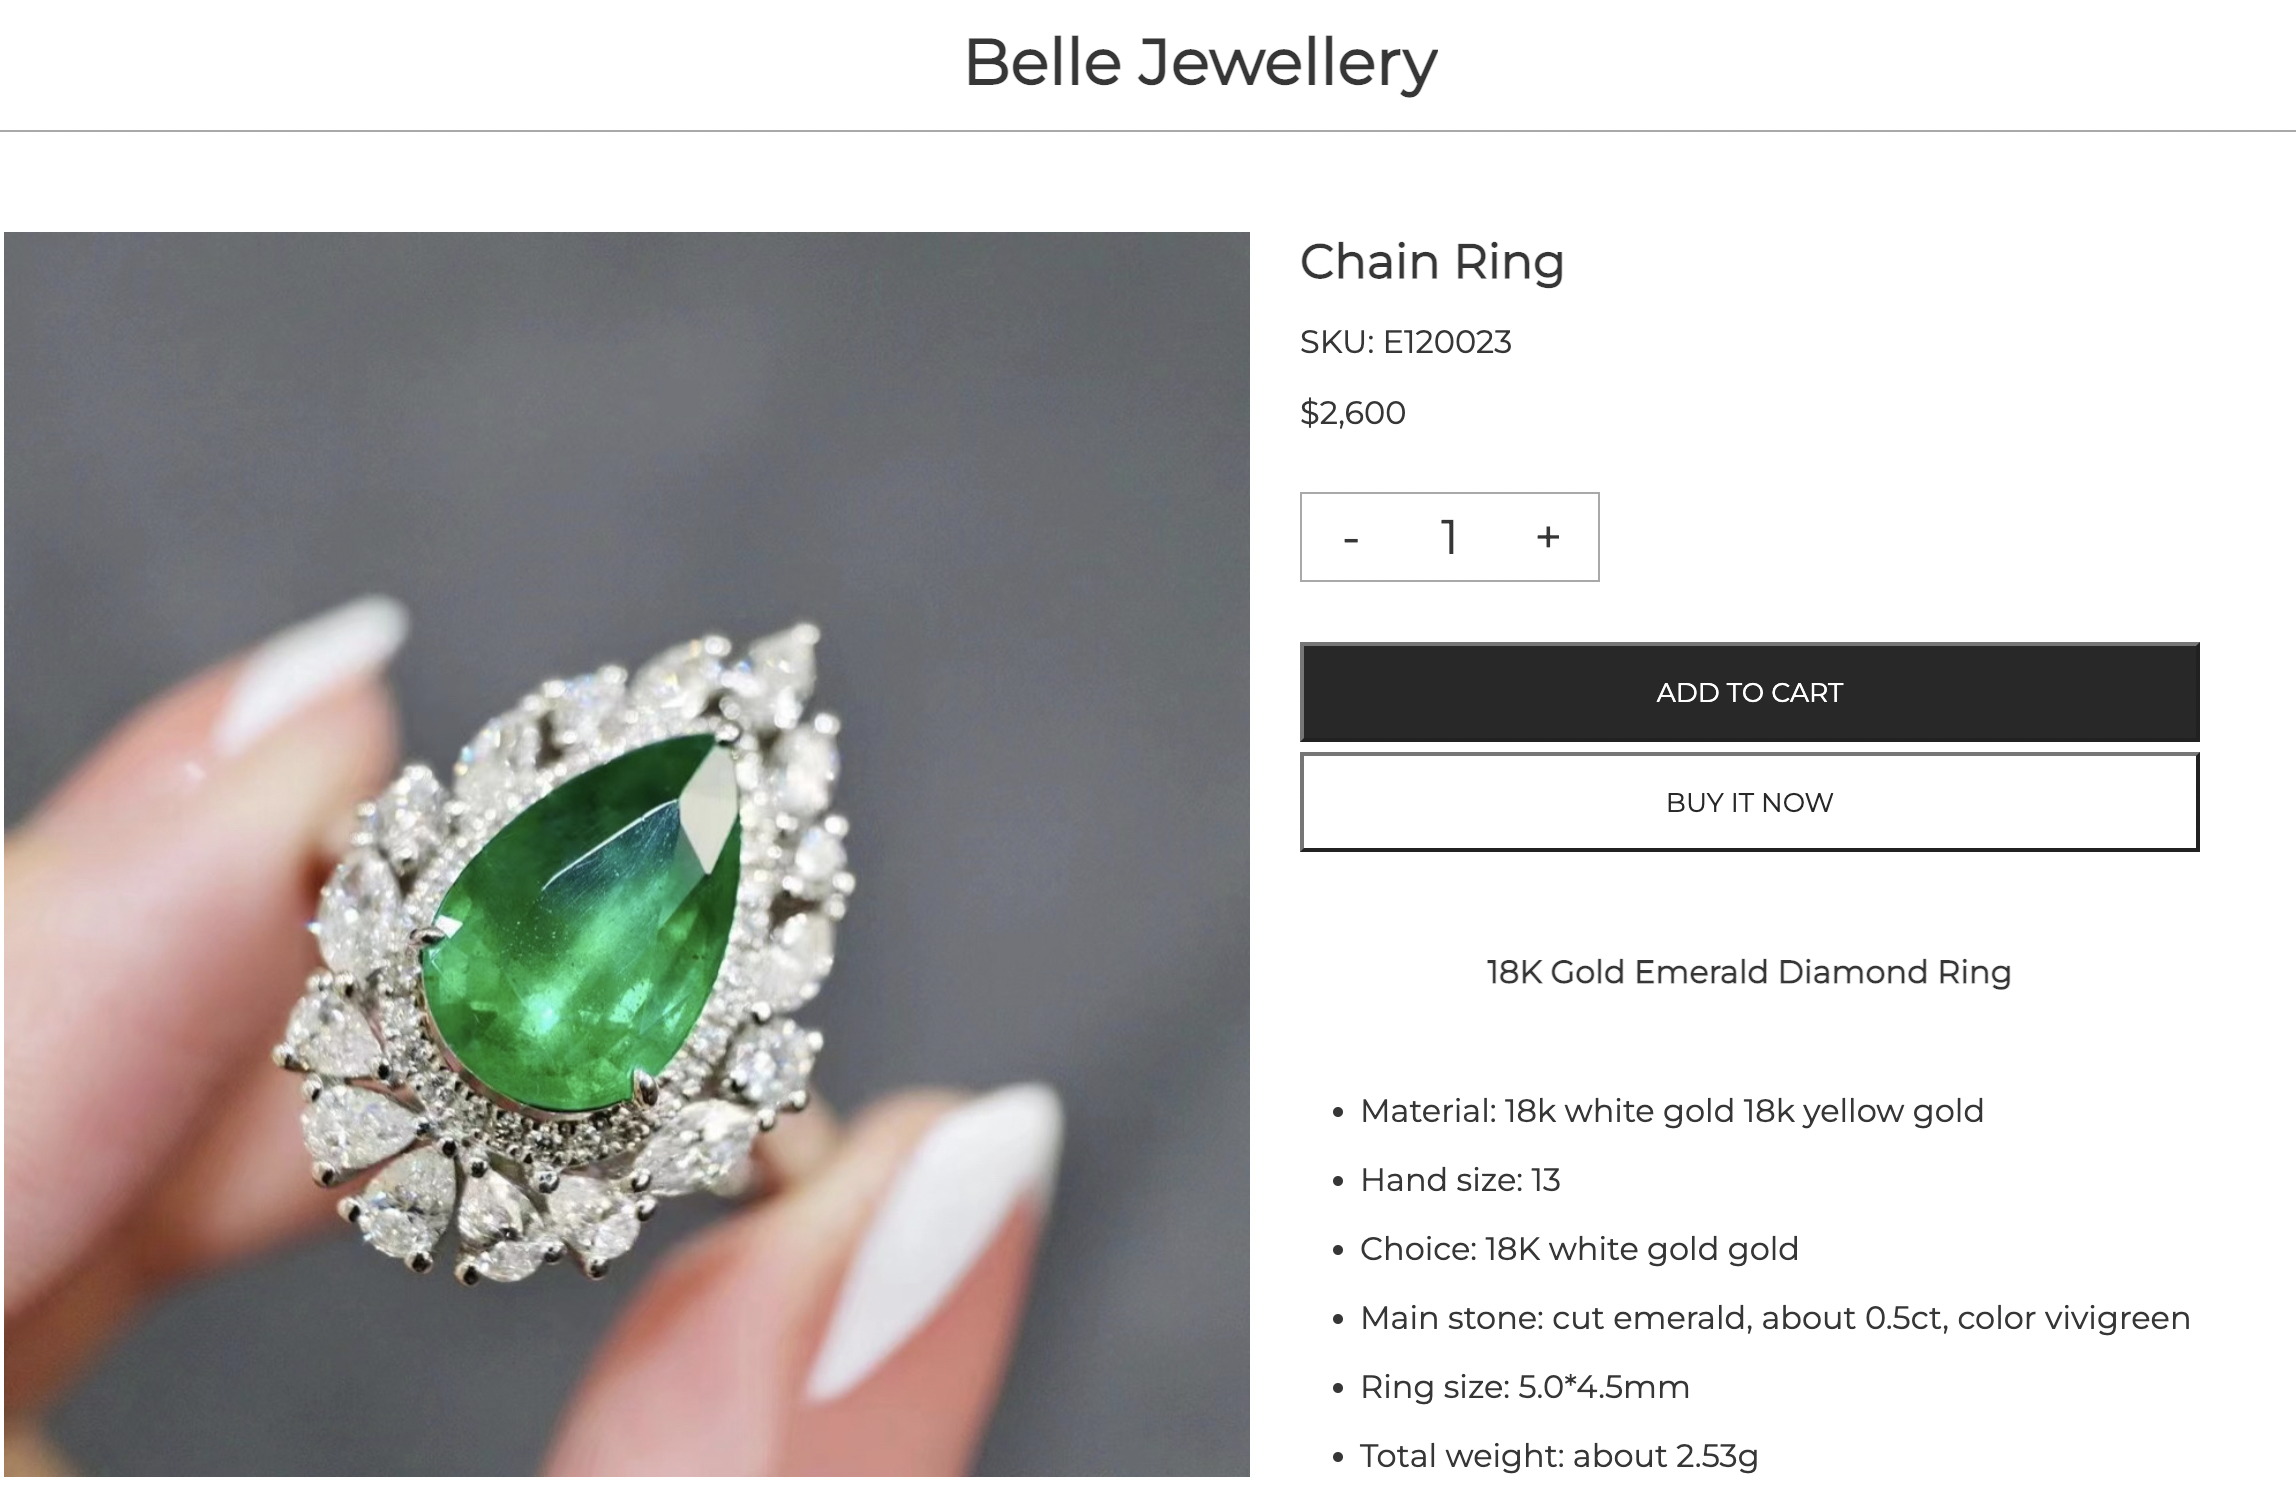 Belle Jewellery
Chain Ring
SKU: E120023
$2,600
- 1 +
ADD TO CART
BUY IT NOW
18K Gold Emerald Diamond Ring
• Material: 18k white gold 18k yellow gold
• Hand size: 13
• Choice: 18K white gold gold
• Main stone: cut emerald, about 0.5ct, color vivigreen
• Ring size: 5.0*4.5mm
• Total weight: about 2.53g